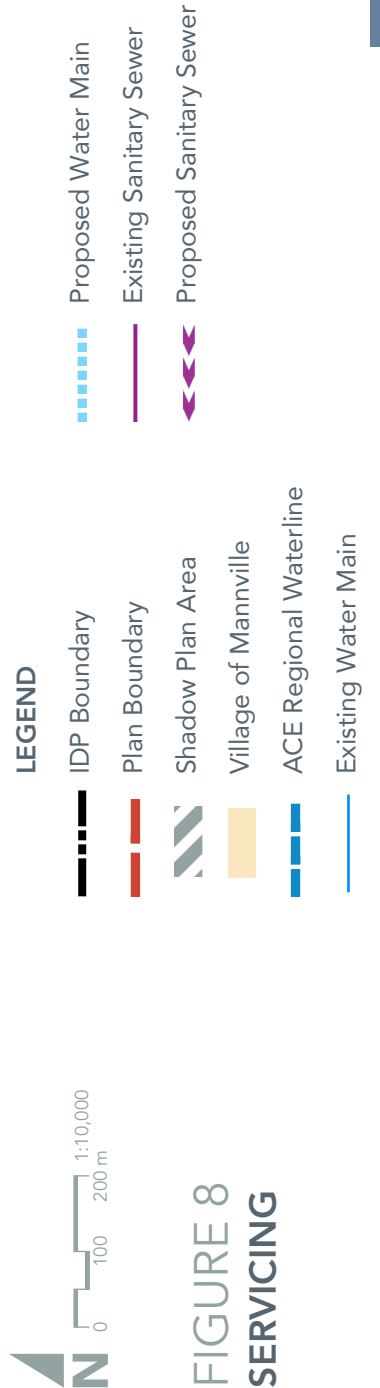 N
0 100 200 m 1:10,000
FIGURE 8
SERVICING
LEGEND
IDP Boundary
Plan Boundary
Shadow Plan Area
Village of Mannville
ACE Regional Waterline
Existing Water Main
Proposed Water Main
Existing Sanitary Sewer
Proposed Sanitary Sewer